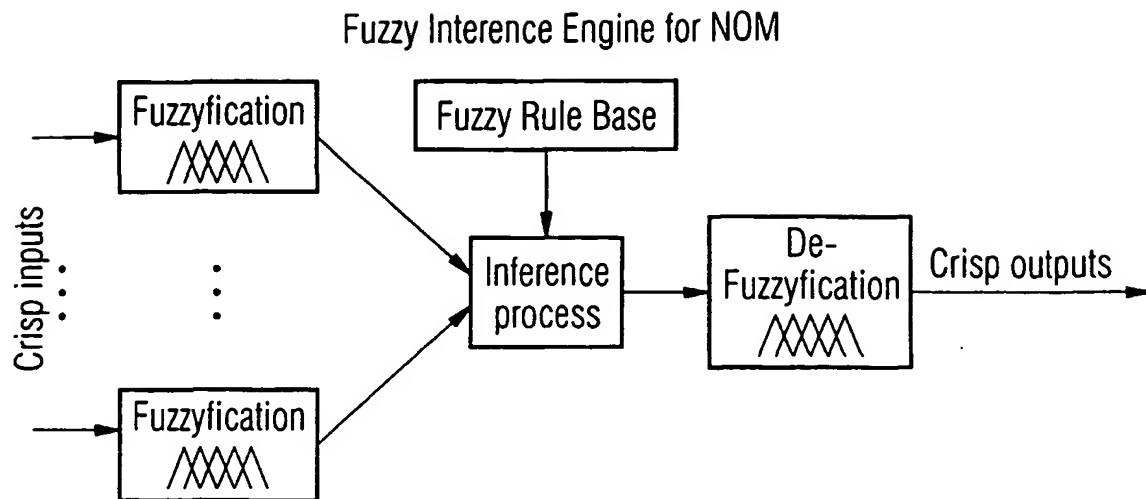 Fuzzy Interence Engine for NOM
Fuzzyfication
Fuzzy Rule Base
Crisp inputs
Inference
process
De-
Fuzzyfication
Crisp outputs
Fuzzyfication